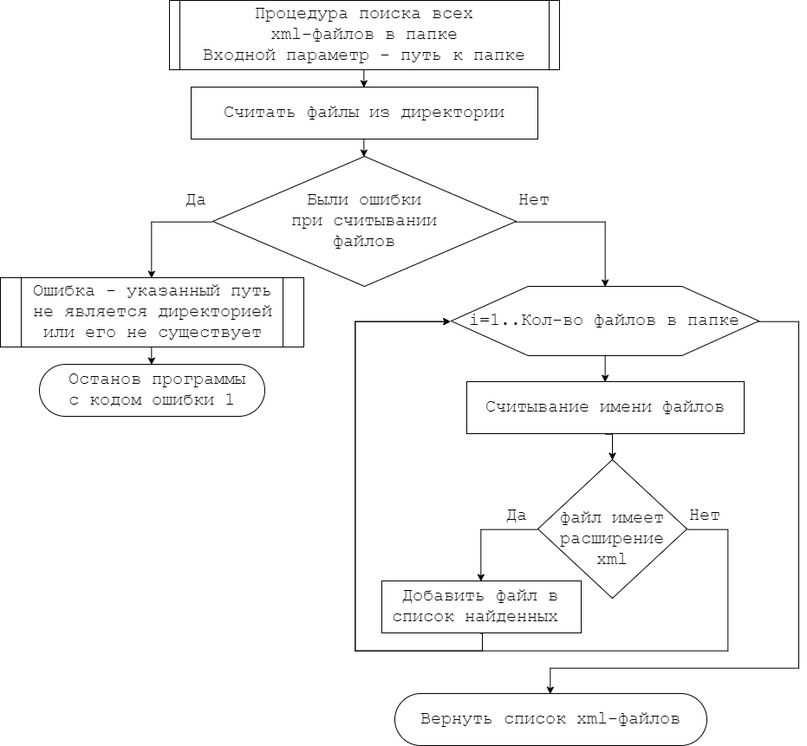 Процедура поиска всех
xml-файлов в папке
Входной параметр - путь к папке
Считать файлы из директории
Были ошибки
при считывании
файлов
Да
Нет
Ошибка - указанный путь
не является директорией
или его не существует
Останов программы
с кодом ошибки 1
i=1..Кол-во файлов в папке
Считывание имени файлов
файл имеет
расширение
xml
Да
Нет
Добавить файл в
список найденных
Вернуть список xml-файлов